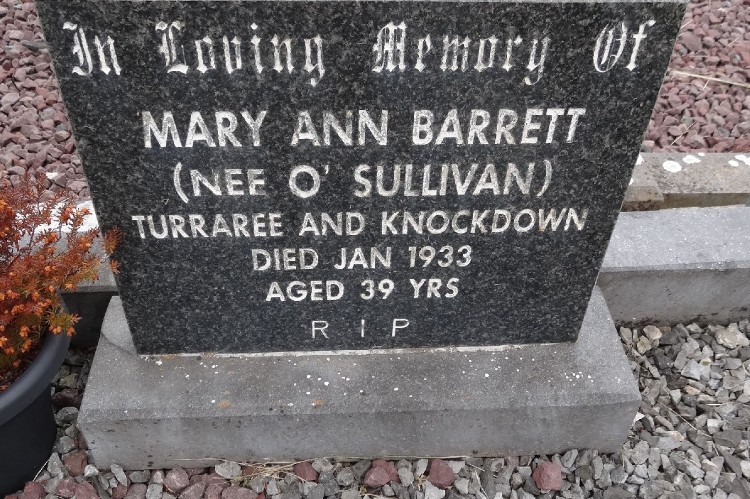 In Loving Memory Of
MARY ANN BARRETT
(NEE O' SULLIVAN)
TURRAREE AND KNOCKDOWN
DIED JAN 1933
AGED 39 YRS
R I P